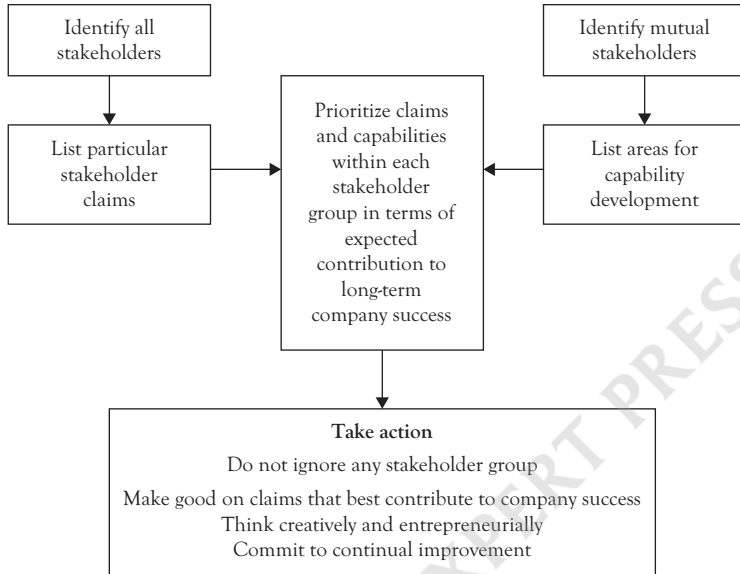 Identify all
stakeholders
Identify mutual
stakeholders
List particular
stakeholder
claims
Prioritize claims
and capabilities
within each
stakeholder
group in terms of
expected
contribution to
long-term
company success
List areas for
capability
development
Take action
Do not ignore any stakeholder group
Make good on claims that best contribute to company success
Think creatively and entrepreneurially
Commit to continual improvement
XPERT PRESS